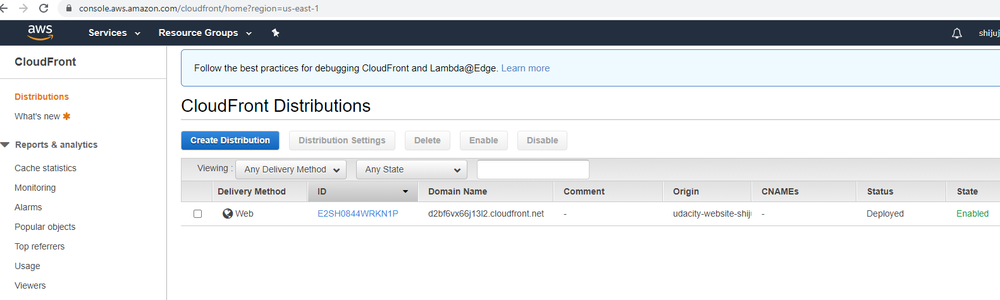 console.aws.amazon.com/cloudfront/home?region=us-east-1
aws Services Resource Groups shijuj
CloudFront
Follow the best practices for debugging CloudFront and Lambda@Edge. Learn more
Distributions
What's new
CloudFront Distributions
Reports & analytics
Create Distribution Distribution Settings Delete Enable Disable
Cache statistics
Viewing : Any Delivery Method Any State
Monitoring
Delivery Method ID Domain Name Comment Origin CNAMEs Status State
Alarms
Web E2SH0844WRKN1P d2bf6vx66j13l2.cloudfront.net - udacity-website-shiju - Deployed Enabled
Popular objects
Top referrers
Usage
Viewers